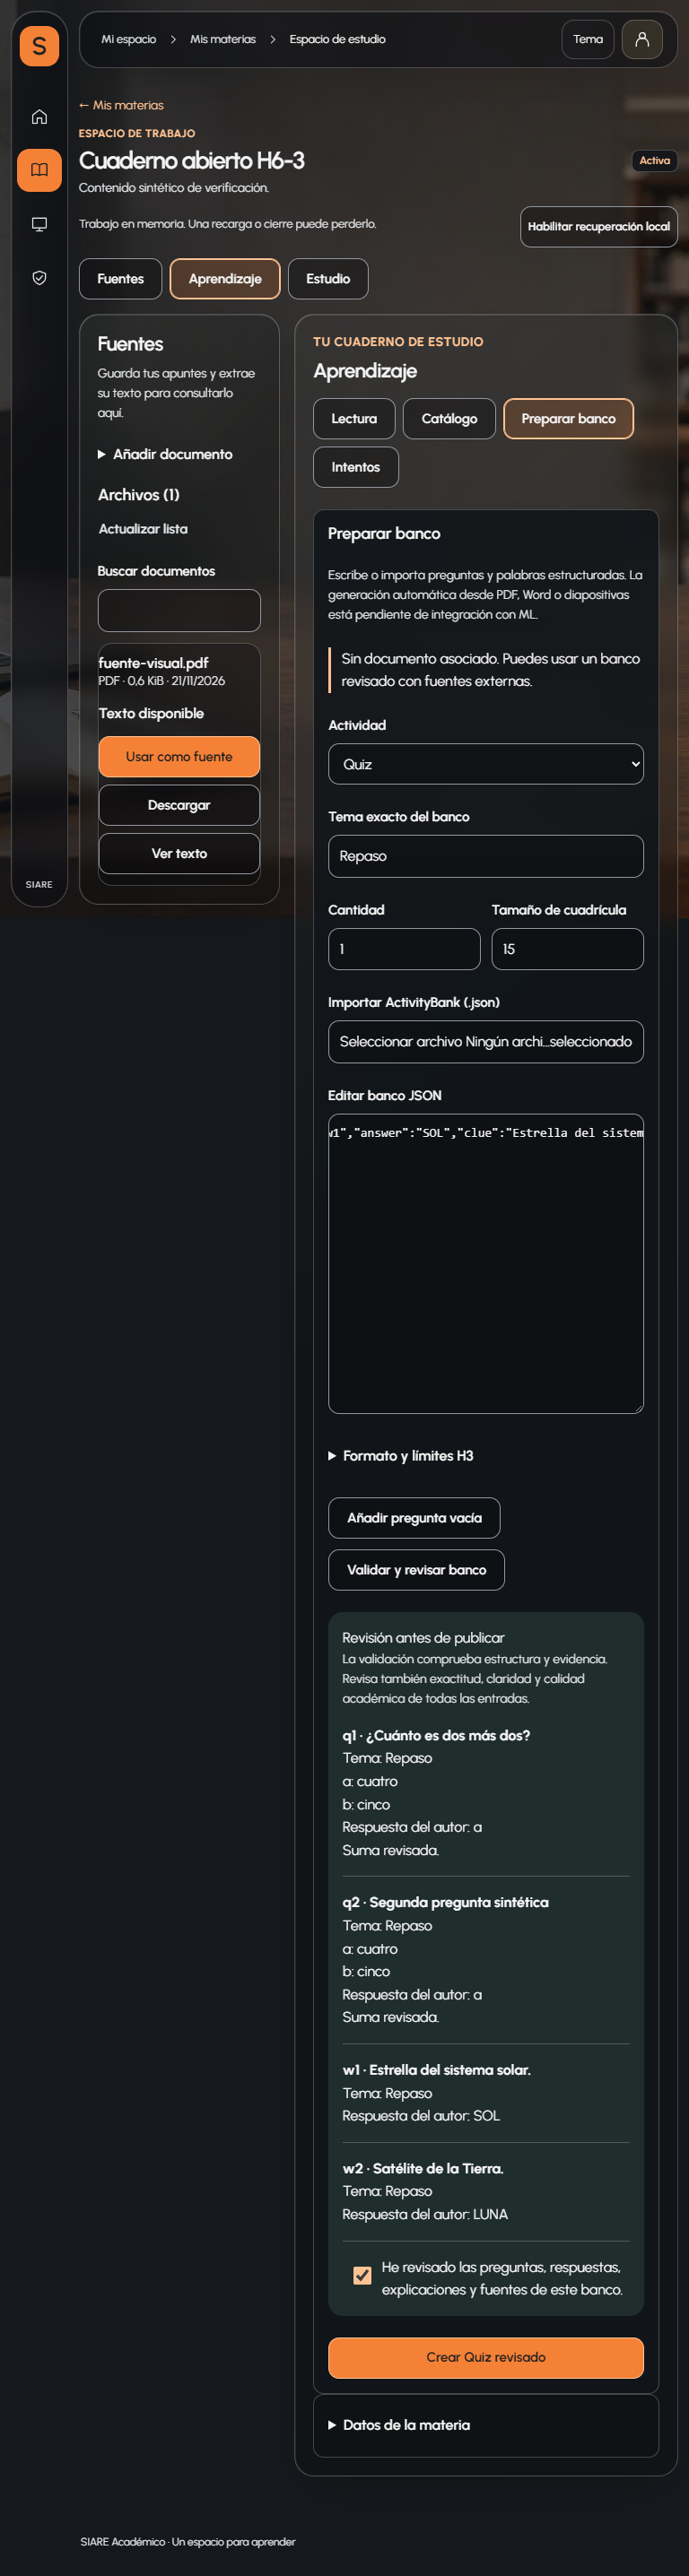 S
Mi espacio > Mis materias > Espacio de estudio
Tema
← Mis materias
ESPACIO DE TRABAJO
Cuaderno abierto H6-3
Activa
Contenido sintético de verificación.
Trabajo en memoria. Una recarga o cierre puede perderlo.
Habilitar recuperación local
Fuentes
Aprendizaje
Estudio
Fuentes
Guarda tus apuntes y extrae
su texto para consultarlo
aquí.
Añadir documento
Archivos (1)
Actualizar lista
Buscar documentos
fuente-visual.pdf
PDF · 0,6 KiB · 21/11/2026
Texto disponible
Usar como fuente
Descargar
Ver texto
SIARE
TU CUADERNO DE ESTUDIO
Aprendizaje
Lectura
Catálogo
Preparar banco
Intentos
Preparar banco
Escribe o importa preguntas y palabras estructuradas. La
generación automática desde PDF, Word o diapositivas
está pendiente de integración con ML.
Sin documento asociado. Puedes usar un banco
revisado con fuentes externas.
Actividad
Quiz
Tema exacto del banco
Repaso
Cantidad
Tamaño de cuadrícula
1
15
Importar ActivityBank (.json)
Seleccionar archivo Ningún archi...seleccionado
Editar banco JSON
w1","answer":"SOL","clue":"Estrella del sistem
Formato y límites H3
Añadir pregunta vacía
Validar y revisar banco
Revisión antes de publicar
La validación comprueba estructura y evidencia.
Revisa también exactitud, claridad y calidad
académica de todas las entradas.
q1 · ¿Cuánto es dos más dos?
Tema: Repaso
a: cuatro
b: cinco
Respuesta del autor: a
Suma revisada.
q2 · Segunda pregunta sintética
Tema: Repaso
a: cuatro
b: cinco
Respuesta del autor: a
Suma revisada.
w1 · Estrella del sistema solar.
Tema: Repaso
Respuesta del autor: SOL
w2 · Satélite de la Tierra.
Tema: Repaso
Respuesta del autor: LUNA
He revisado las preguntas, respuestas,
explicaciones y fuentes de este banco.
Crear Quiz revisado
Datos de la materia
SIARE Académico · Un espacio para aprender